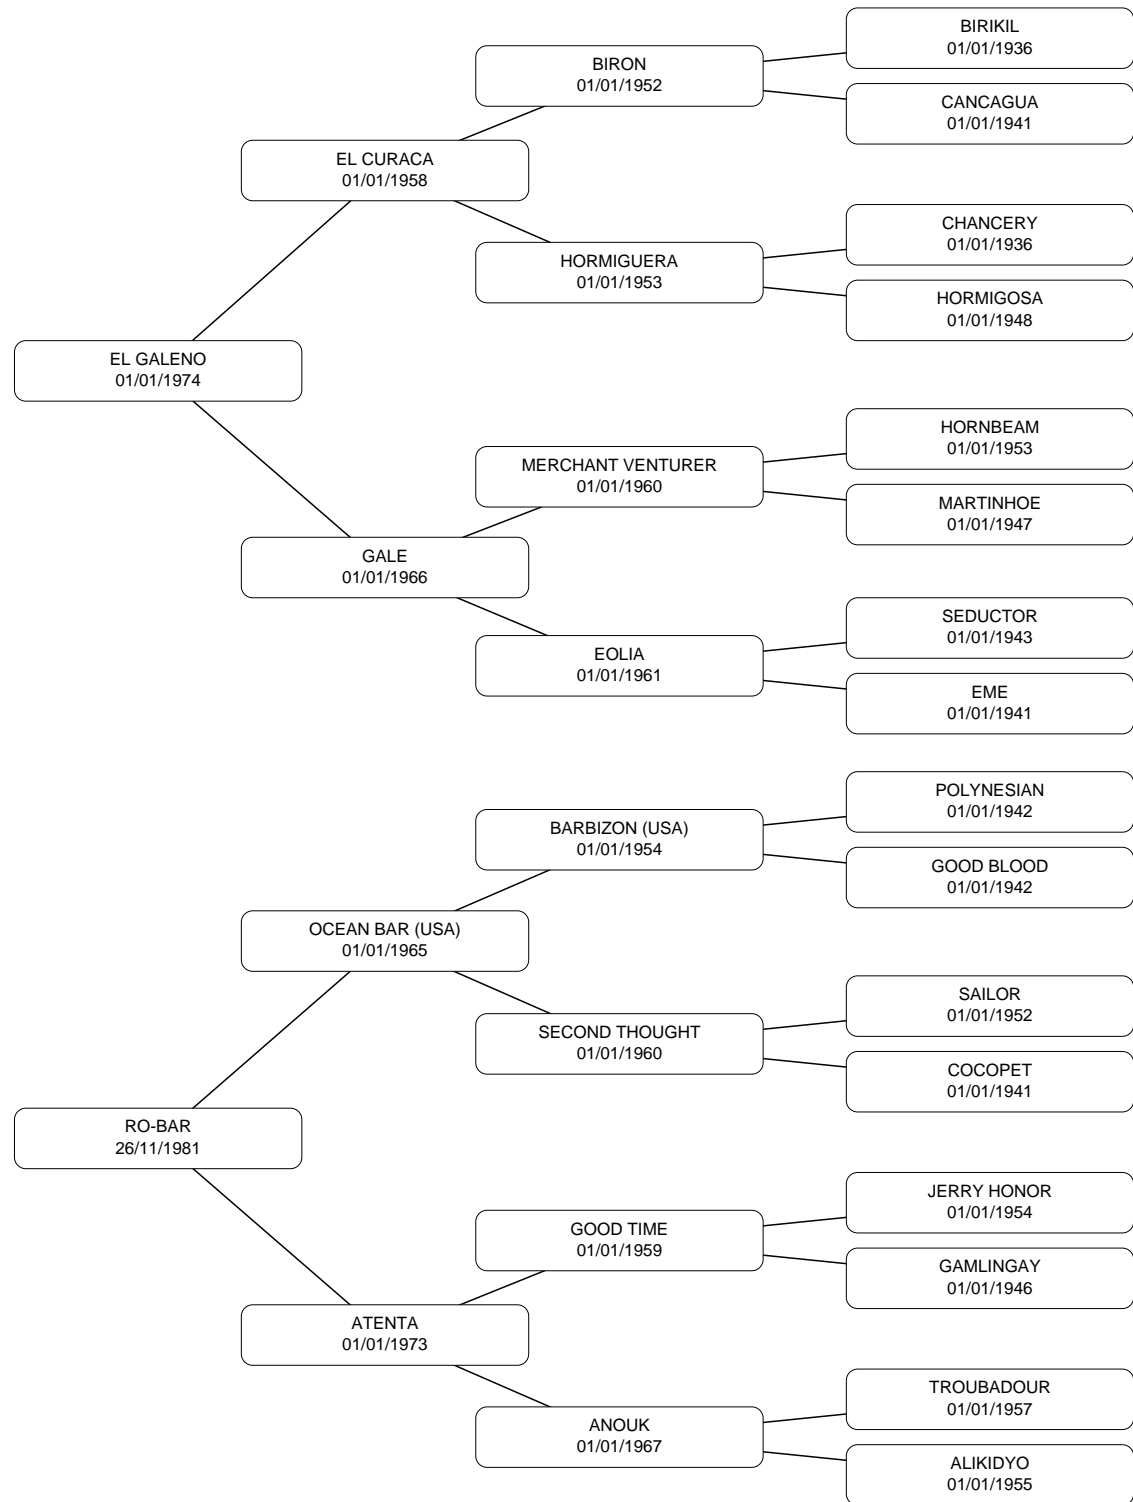 BIRIKIL
01/01/1936
BIRON
01/01/1952
CANCAGUA
01/01/1941
EL CURACA
01/01/1958
CHANCERY
01/01/1936
HORMIGUERA
01/01/1953
HORMIGOSA
01/01/1948
EL GALENO
01/01/1974
HORNBEAM
01/01/1953
MERCHANT VENTURER
01/01/1960
MARTINHOE
01/01/1947
GALE
01/01/1966
SEDUCTOR
01/01/1943
EOLIA
01/01/1961
EME
01/01/1941
POLYNESIAN
01/01/1942
BARBIZON (USA)
01/01/1954
GOOD BLOOD
01/01/1942
OCEAN BAR (USA)
01/01/1965
SAILOR
01/01/1952
SECOND THOUGHT
01/01/1960
COCOPET
01/01/1941
RO-BAR
26/11/1981
JERRY HONOR
01/01/1954
GOOD TIME
01/01/1959
GAMLINGAY
01/01/1946
ATENTA
01/01/1973
TROUBADOUR
01/01/1957
ANOUK
01/01/1967
ALIKIDYO
01/01/1955